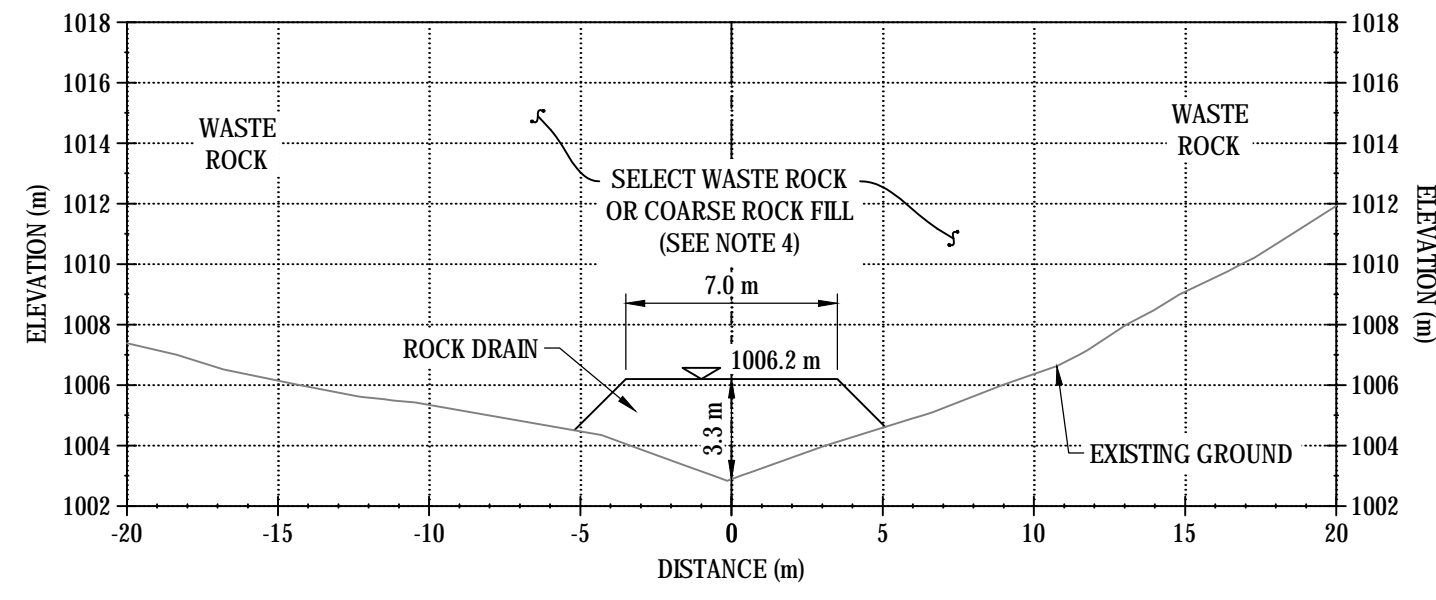 1018
1018
1016
1016
WASTE
ROCK
WASTE
ROCK
1014
1014
SELECT WASTE ROCK
OR COARSE ROCK FILL
(SEE NOTE 4)
1012
1012
ELEVATION (m)
ELEVATION (m)
1010
1010
7.0 m
1008
1008
ROCK DRAIN
1006.2 m
1006
1006
3.3 m
1004
1004
EXISTING GROUND
1002
1002
-20 -15 -10 -5 0 5 10 15 20
DISTANCE (m)